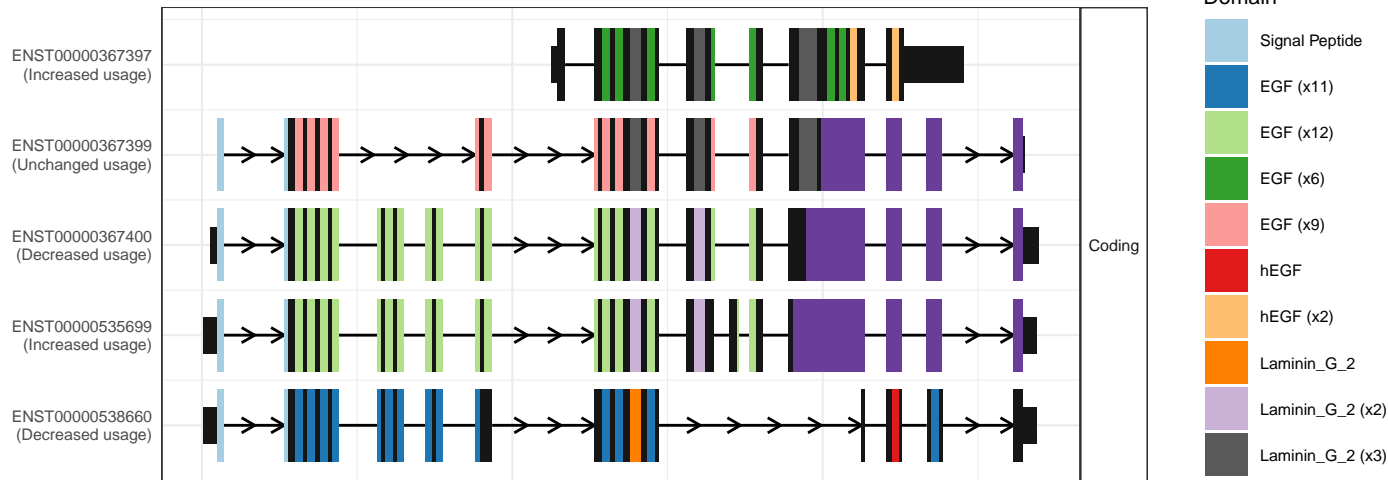 Domain
ENST00000367397
(Increased usage)
ENST00000367399
(Unchanged usage)
ENST00000367400
(Decreased usage)
ENST00000535699
(Increased usage)
ENST00000538660
(Decreased usage)
Coding
Signal Peptide
EGF (x11)
EGF (x12)
EGF (x6)
EGF (x9)
hEGF
hEGF (x2)
Laminin_G_2
Laminin_G_2 (x2)
Laminin_G_2 (x3)